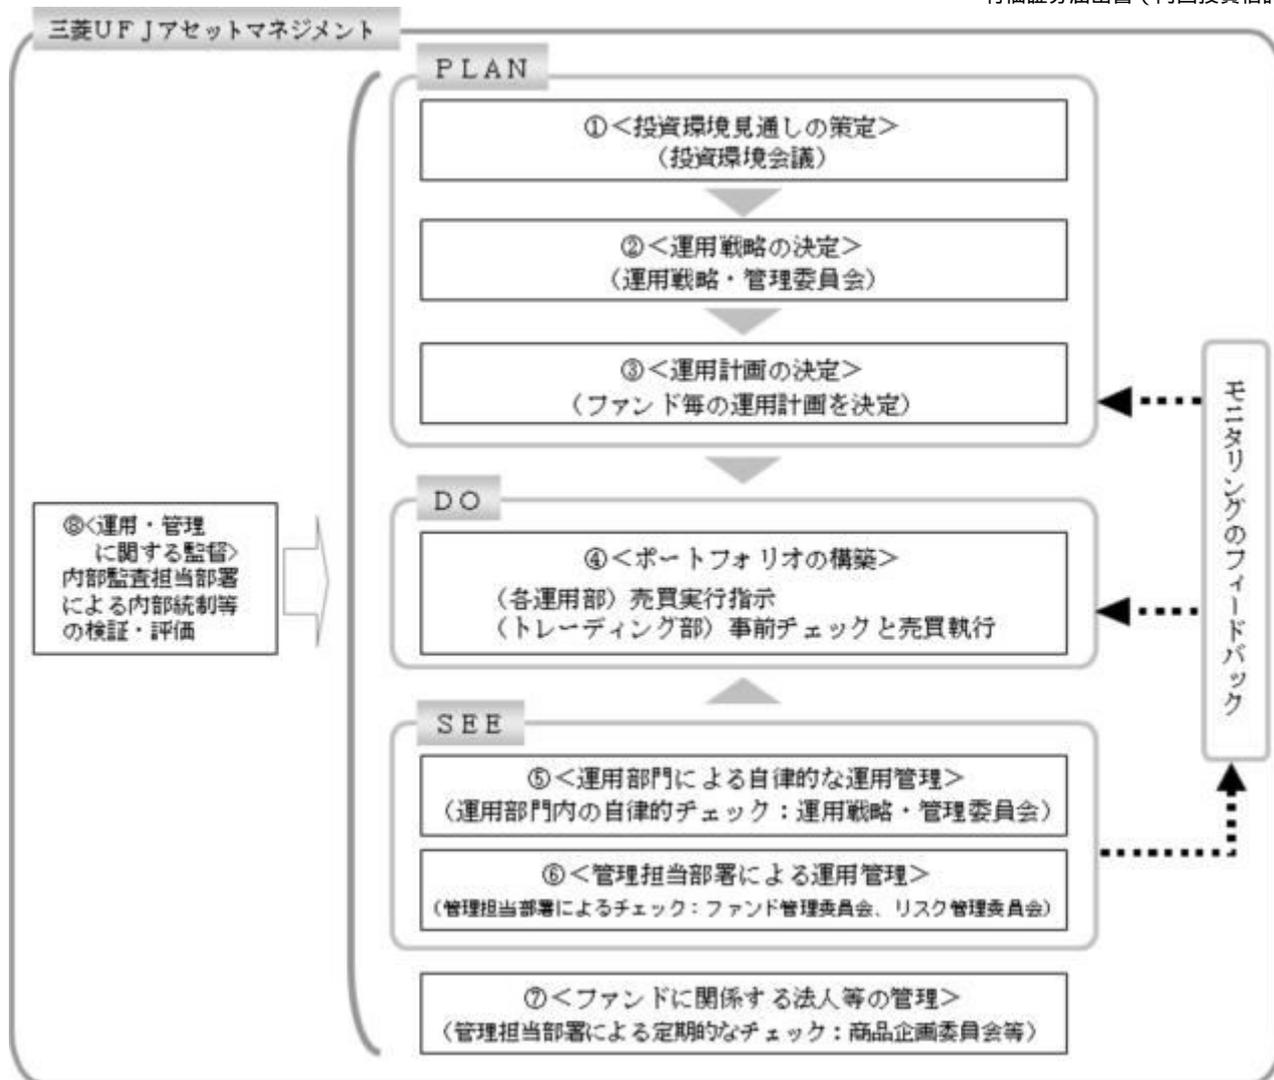 三菱ＵＦＪアセットマネジメント
ＰＬＡＮ
①＜投資環境見通しの策定＞
（投資環境会議）
②＜運用戦略の決定＞
（運用戦略・管理委員会）
③＜運用計画の決定＞
（ファンド毎の運用計画を決定）
ＤＯ
④＜ポートフォリオの構築＞
（各運用部）売買実行指示
（トレーディング部）事前チェックと売買執行
ＳＥＥ
⑤＜運用部門による自律的な運用管理＞
（運用部門内の自律的チェック：運用戦略・管理委員会）
⑥＜管理担当部署による運用管理＞
（管理担当部署によるチェック：ファンド管理委員会、リスク管理委員会）
⑦＜ファンドに関係する法人等の管理＞
（管理担当部署による定期的なチェック：商品企画委員会等）
⑧＜運用・管理
に関する監督＞
内部監査担当部署
による内部統制等
の検証・評価
モニタリングのフィードバック